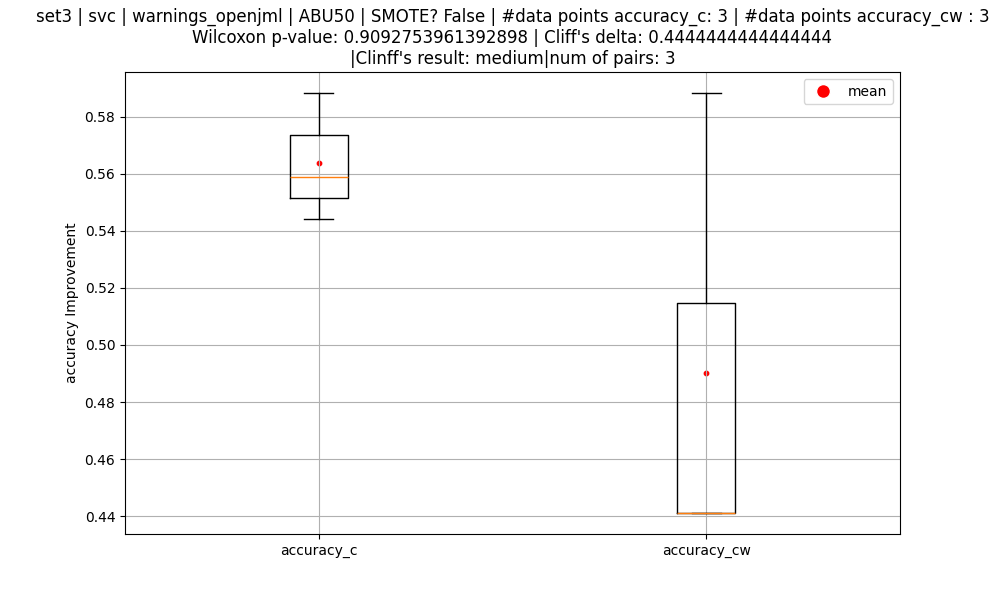 set3 | svc | warnings_openjml | ABU50 | SMOTE? False | #data points accuracy_c: 3 | #data points accuracy_cw : 3
Wilcoxon p-value: 0.9092753961392898 | Cliff's delta: 0.4444444444444444
|Clinff's result: medium|num of pairs: 3
mean
0.58
0.56
0.54
0.52
0.50
0.48
0.46
0.44
accuracy Improvement
accuracy_c
accuracy_cw